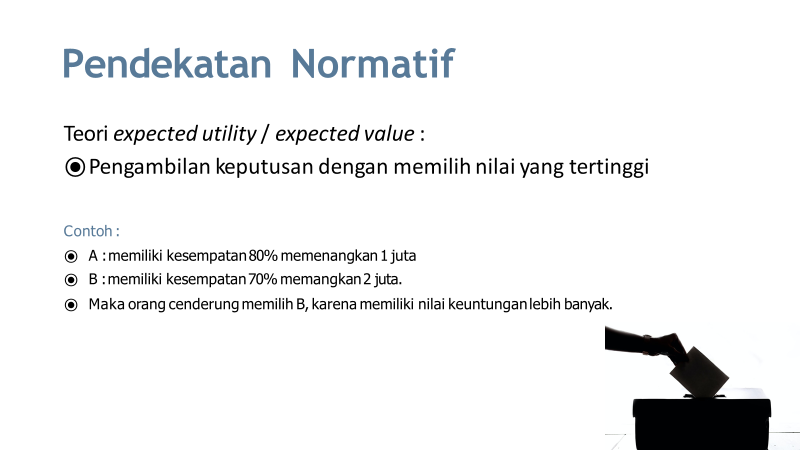 Pendekatan Normatif
Teori expected utility / expected value :
Pengambilan keputusan dengan memilih nilai yang tertinggi
Contoh :
A : memiliki kesempatan 80% memenangkan 1 juta
B : memiliki kesempatan 70% memangkan 2 juta.
Maka orang cenderung memilih B, karena memiliki nilai keuntungan lebih banyak.